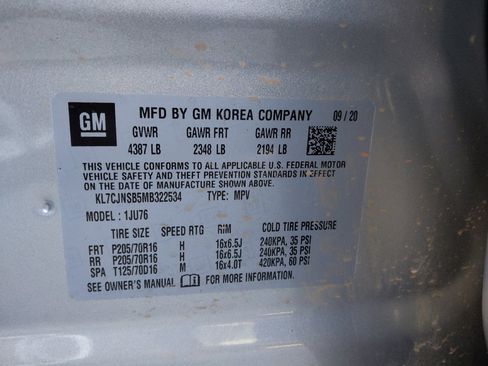 GM
MFD BY GM KOREA COMPANY 09 / 20
GVWR GAWR FRT GAWR RR
4387 LB 2348 LB 2194 LB
THIS VEHICLE CONFORMS TO ALL APPLICABLE U.S. FEDERAL MOTOR
VEHICLE SAFETY AND THEFT PREVENTION STANDARDS IN EFFECT ON THE
DATE OF MANUFACTURE SHOWN ABOVE.
KL7CJNSB5MB322534 TYPE: MPV
MODEL : 1JU76
TIRE SIZE SPEED RTG RIM COLD TIRE PRESSURE
FRT P205/70R16 H 16x6.5J 240KPA, 35 PSI
RR P205/70R16 H 16x6.5J 240KPA, 35 PSI
SPA T125/70D16 M 16x4.0T 420KPA, 60 PSI
SEE OWNER'S MANUAL FOR MORE INFORMATION.